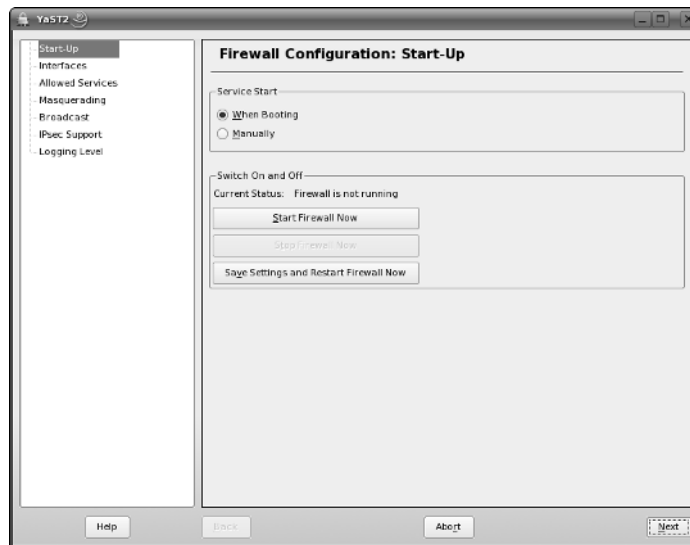 YaST2
Start-Up
Interfaces
Allowed Services
Masquerading
Broadcast
IPsec Support
Logging Level
Firewall Configuration: Start-Up
Service Start
When Booting
Manually
Switch On and Off
Current Status: Firewall is not running
Start Firewall Now
Stop Firewall Now
Save Settings and Restart Firewall Now
Help
Back
Abort
Next